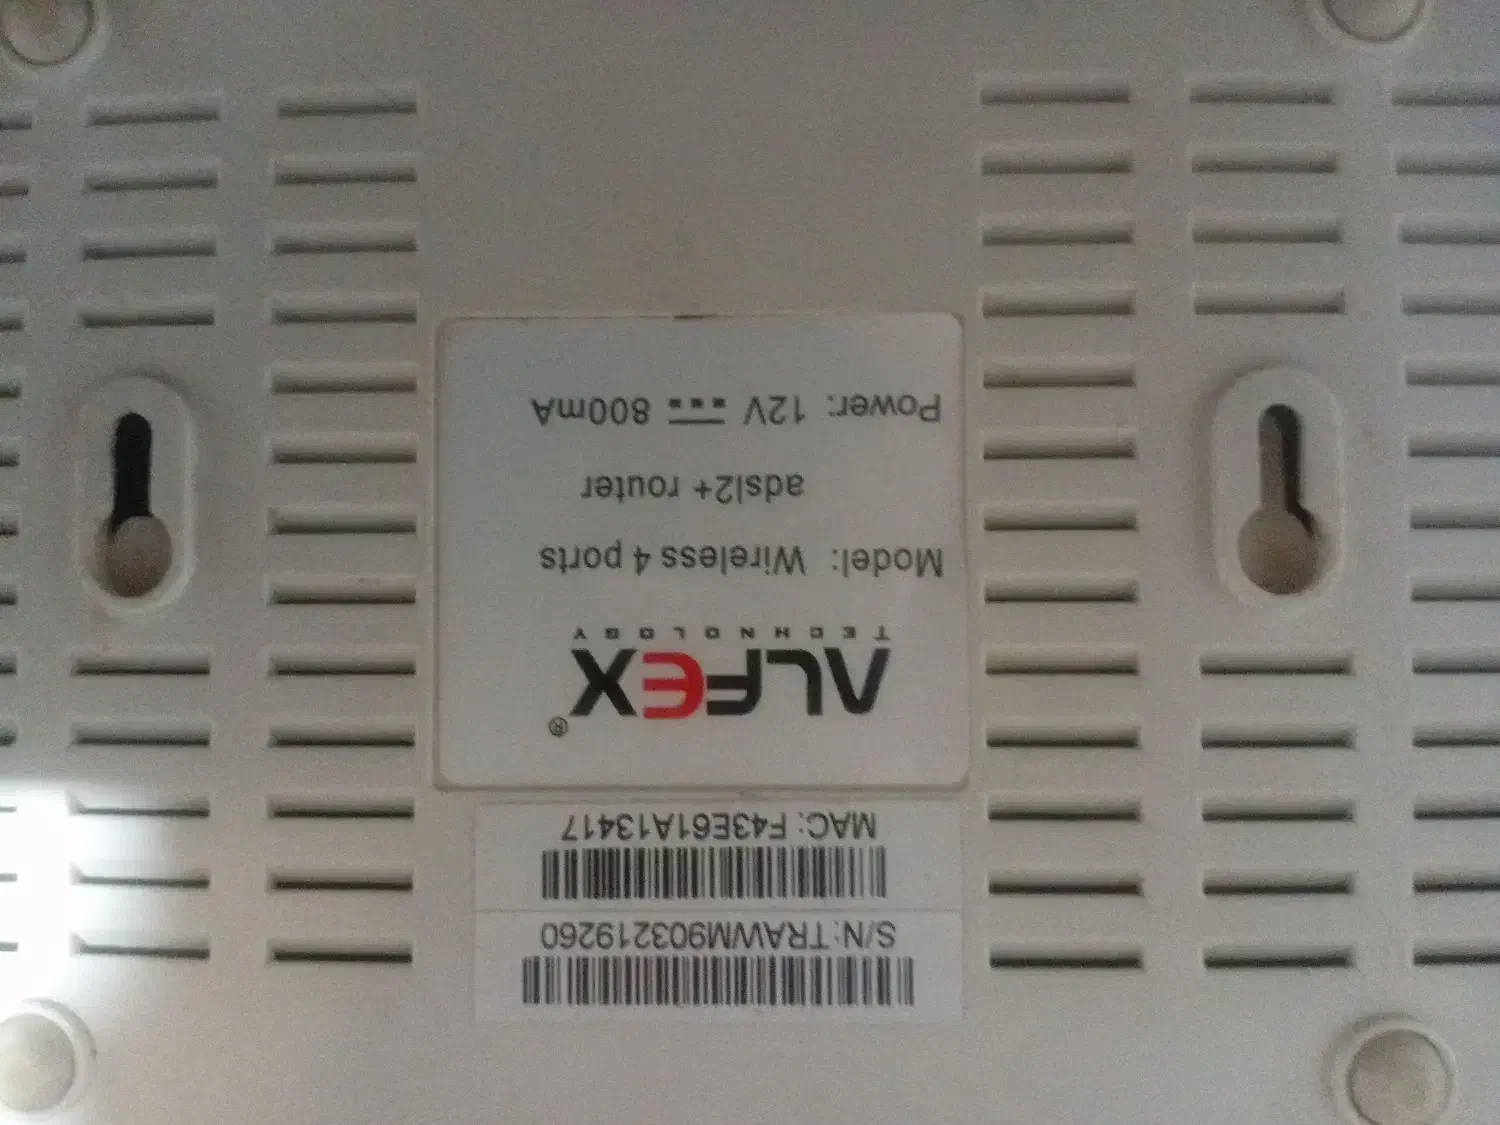 S/N:TRAWM903219260
MAC: F43E61A13417
ALFEX®
TECHNOLOGY
Model: Wireless 4 ports
adsl2+ router
Power: 12V 800mA